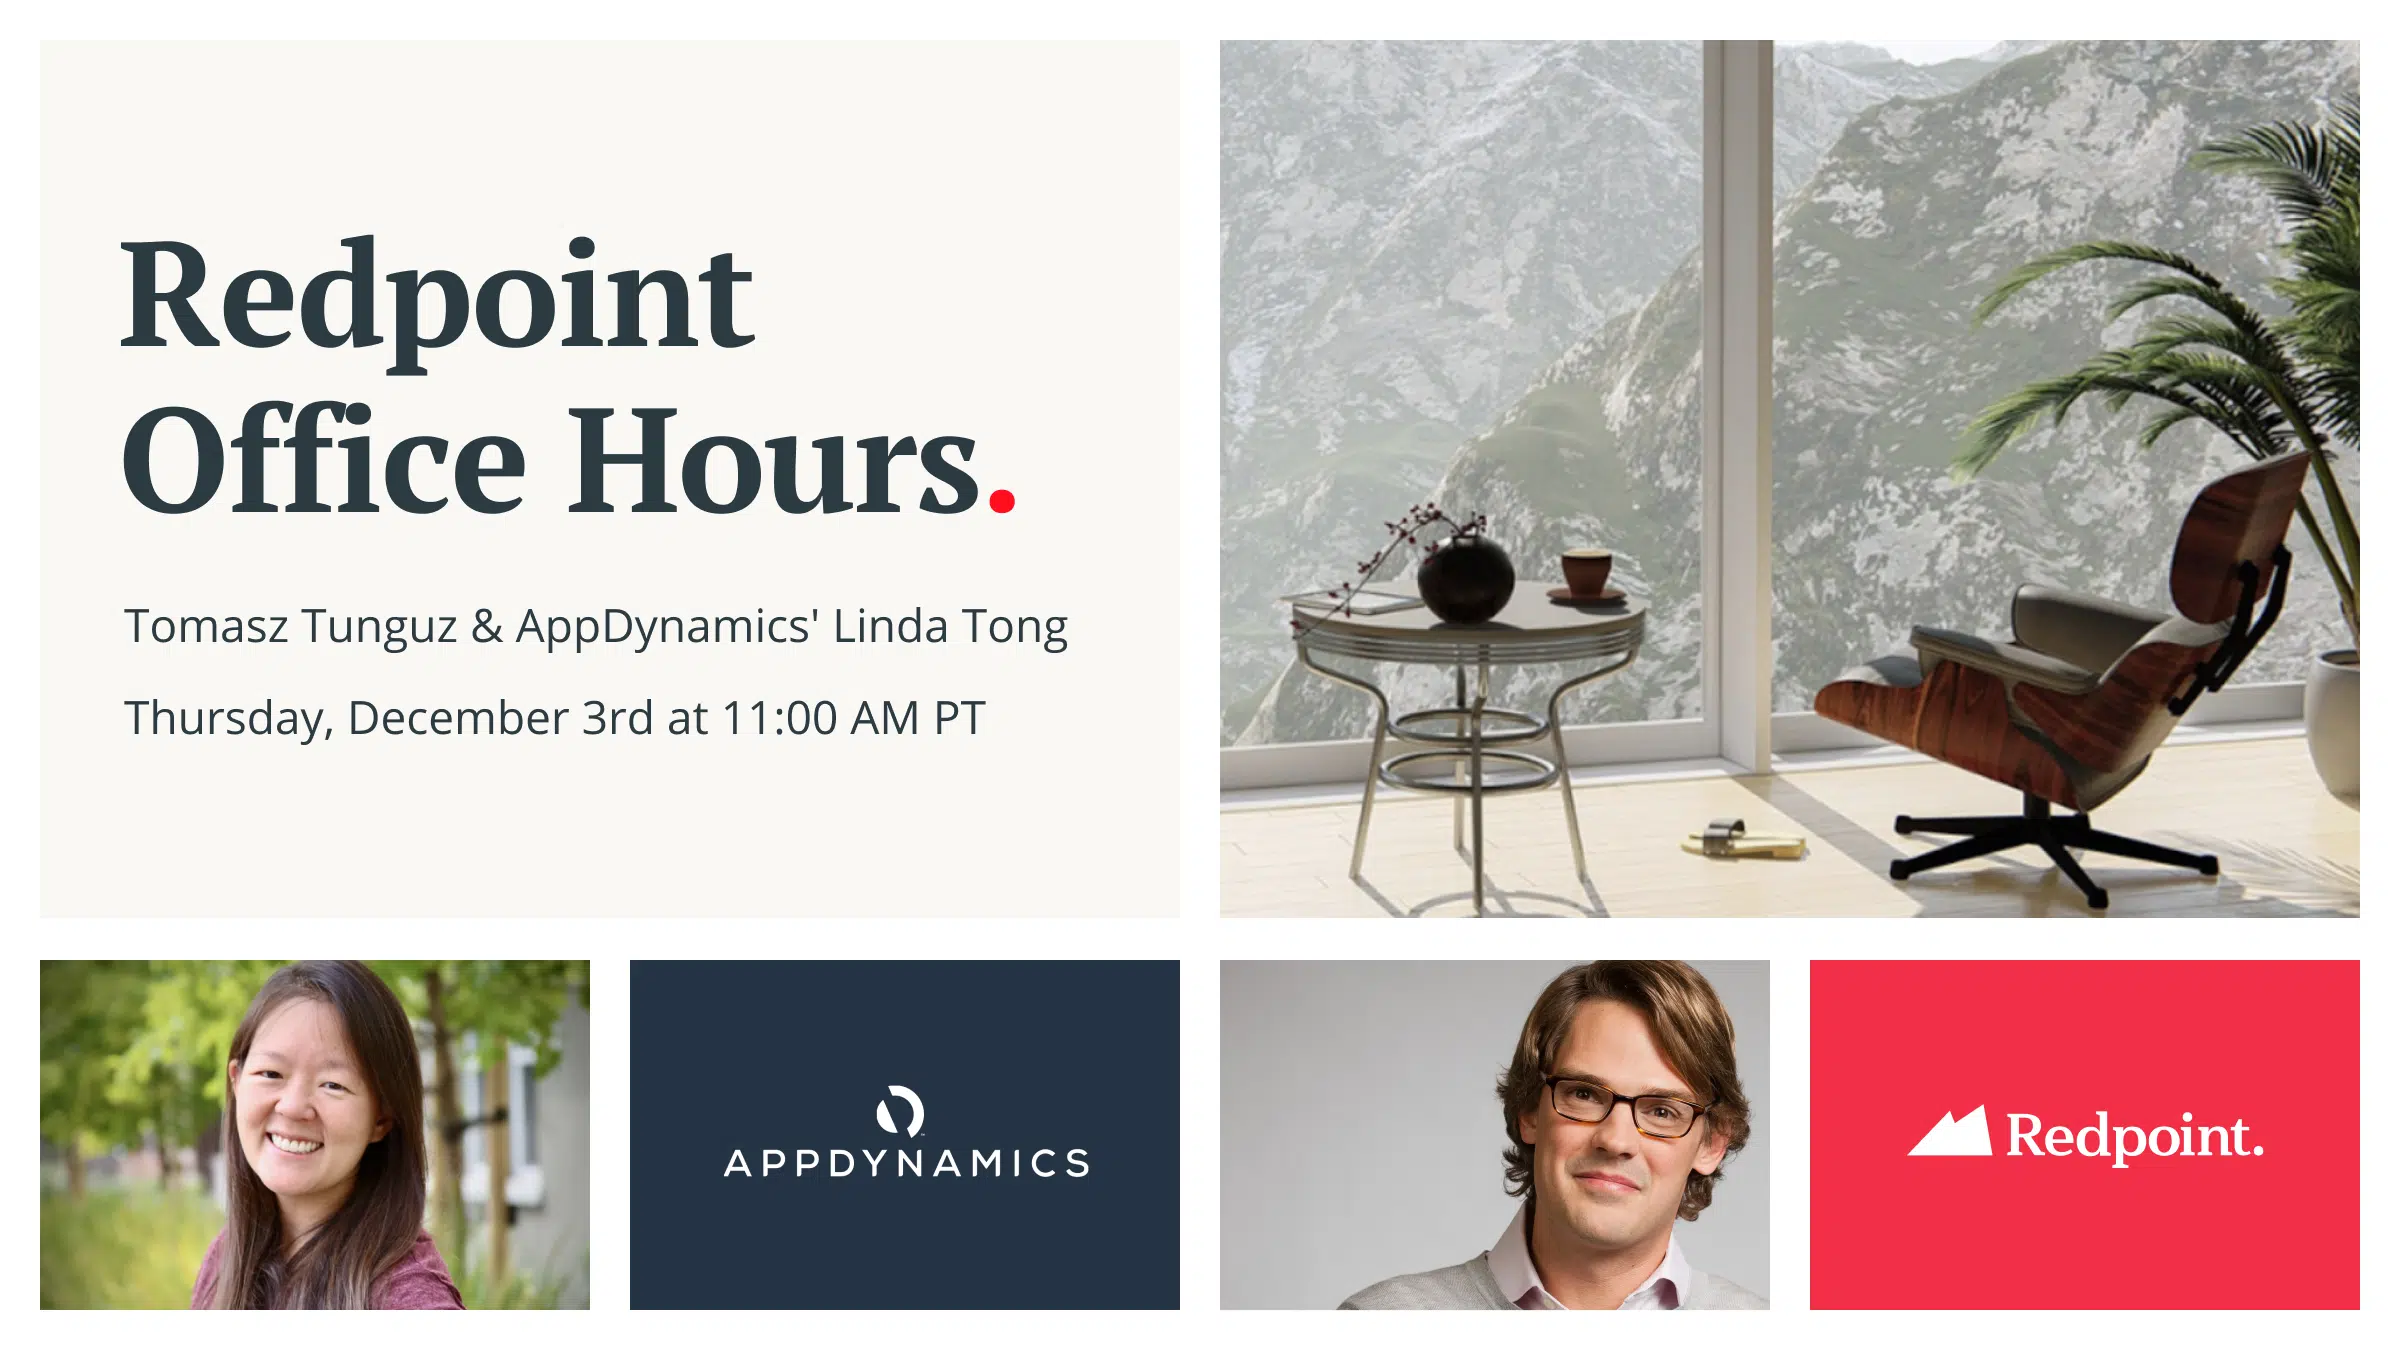 Redpoint
Office Hours.
Tomasz Tunguz & AppDynamics' Linda Tong
Thursday, December 3rd at 11:00 AM PT
APPDYNAMICS
Redpoint.